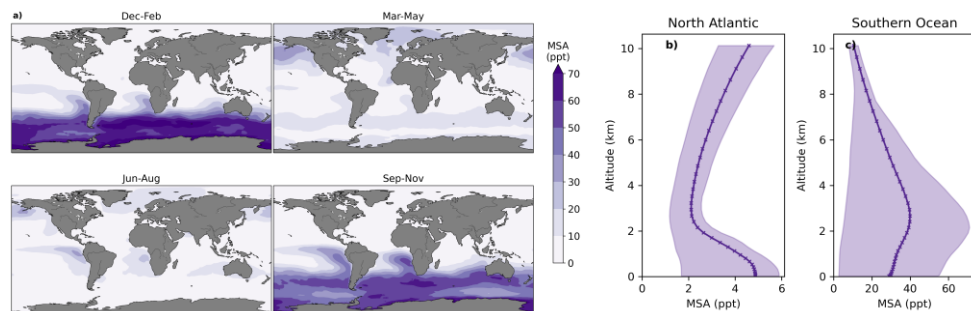 a)
Dec-Feb
Mar-May
Jun-Aug
Sep-Nov
MSA
(ppt)
70
60
50
40
30
20
10
0
North Atlantic
b)
10
8
6
4
2
0
Altitude (km)
0 2 4 6
MSA (ppt)
Southern Ocean
c)
10
8
6
4
2
0
Altitude (km)
0 20 40 60
MSA (ppt)